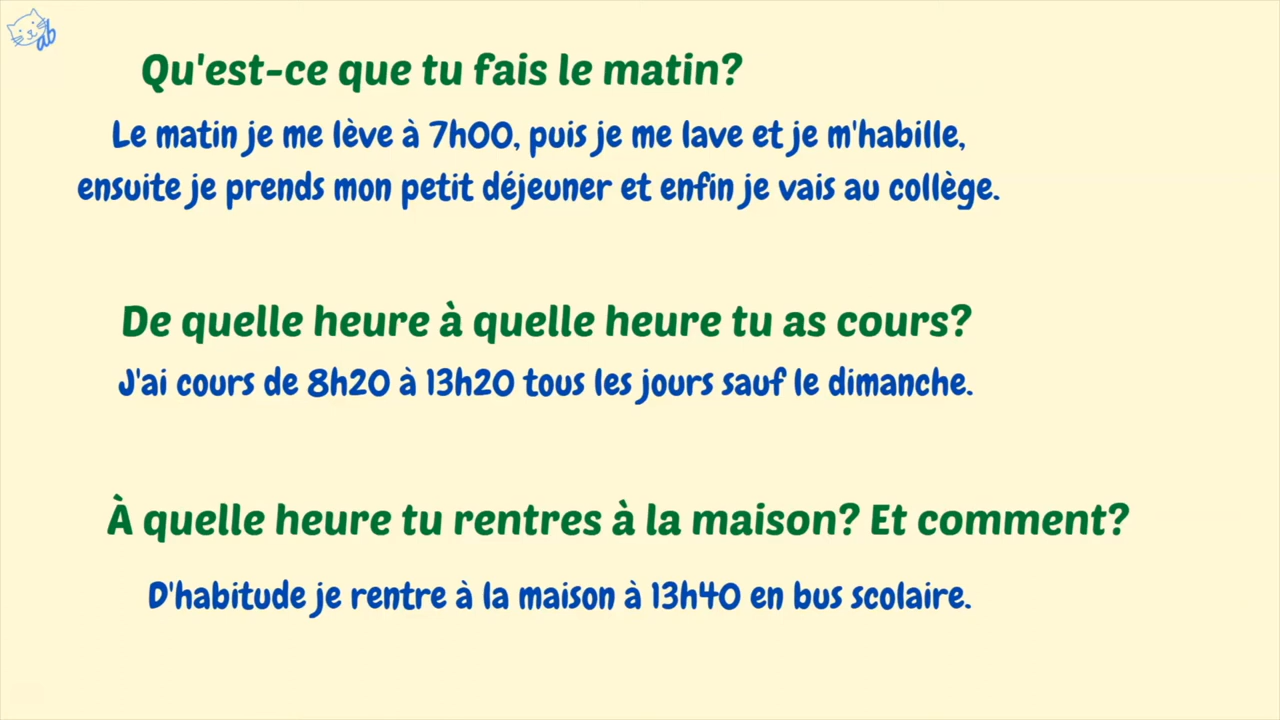 ab
Qu'est-ce que tu fais le matin?
Le matin je me lève à 7h00, puis je me lave et je m'habille,
ensuite je prends mon petit déjeuner et enfin je vais au collège.
De quelle heure à quelle heure tu as cours?
J'ai cours de 8h20 à 13h20 tous les jours sauf le dimanche.
À quelle heure tu rentres à la maison? Et comment?
D'habitude je rentre à la maison à 13h40 en bus scolaire.